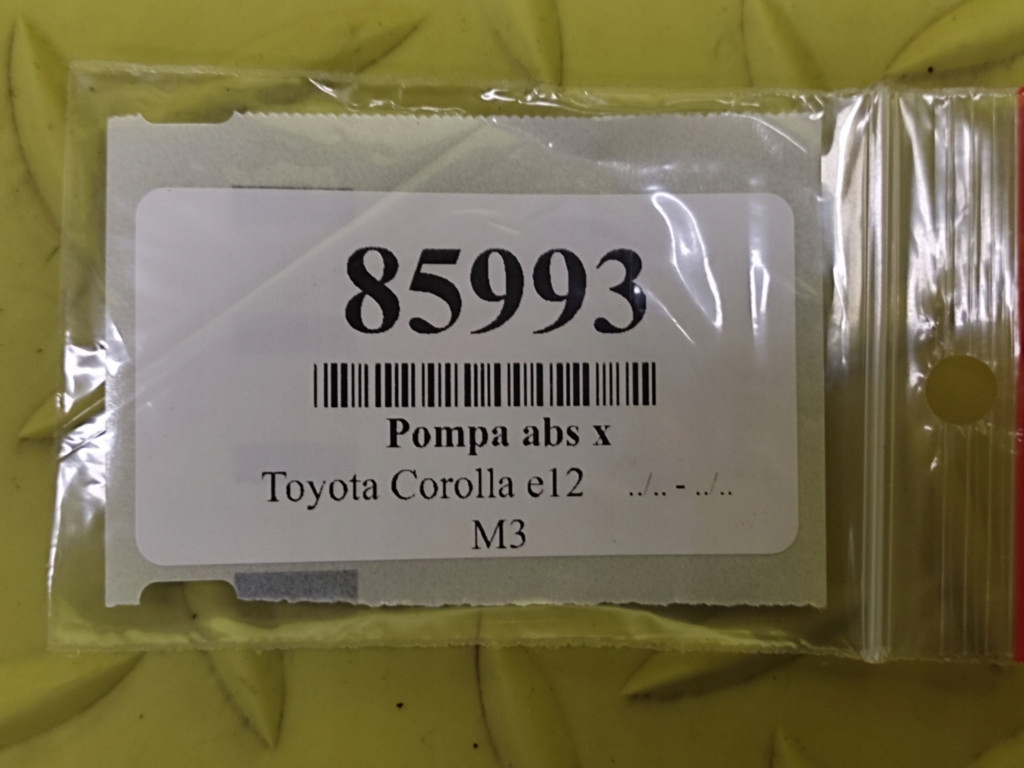 85993
Pompa abs x
Toyota Corolla e12 ../.. - ../..
M3